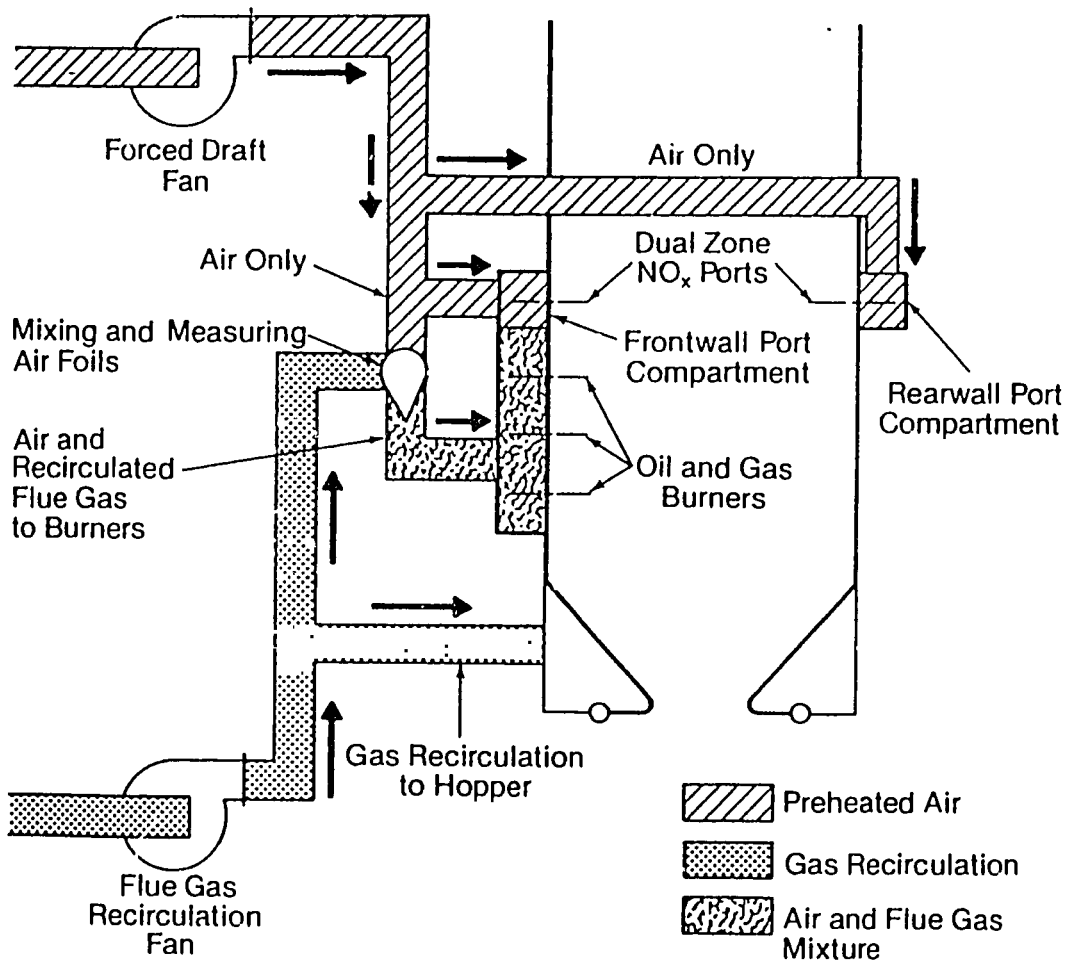 Forced Draft
Fan
Air Only
Air Only
Dual Zone
NOₓ Ports
Mixing and Measuring
Air Foils
Frontwall Port
Compartment
Rearwall Port
Compartment
Air and
Recirculated
Flue Gas
to Burners
Oil and Gas
Burners
Gas Recirculation
to Hopper
Flue Gas
Recirculation
Fan
Preheated Air
Gas Recirculation
Air and Flue Gas
Mixture